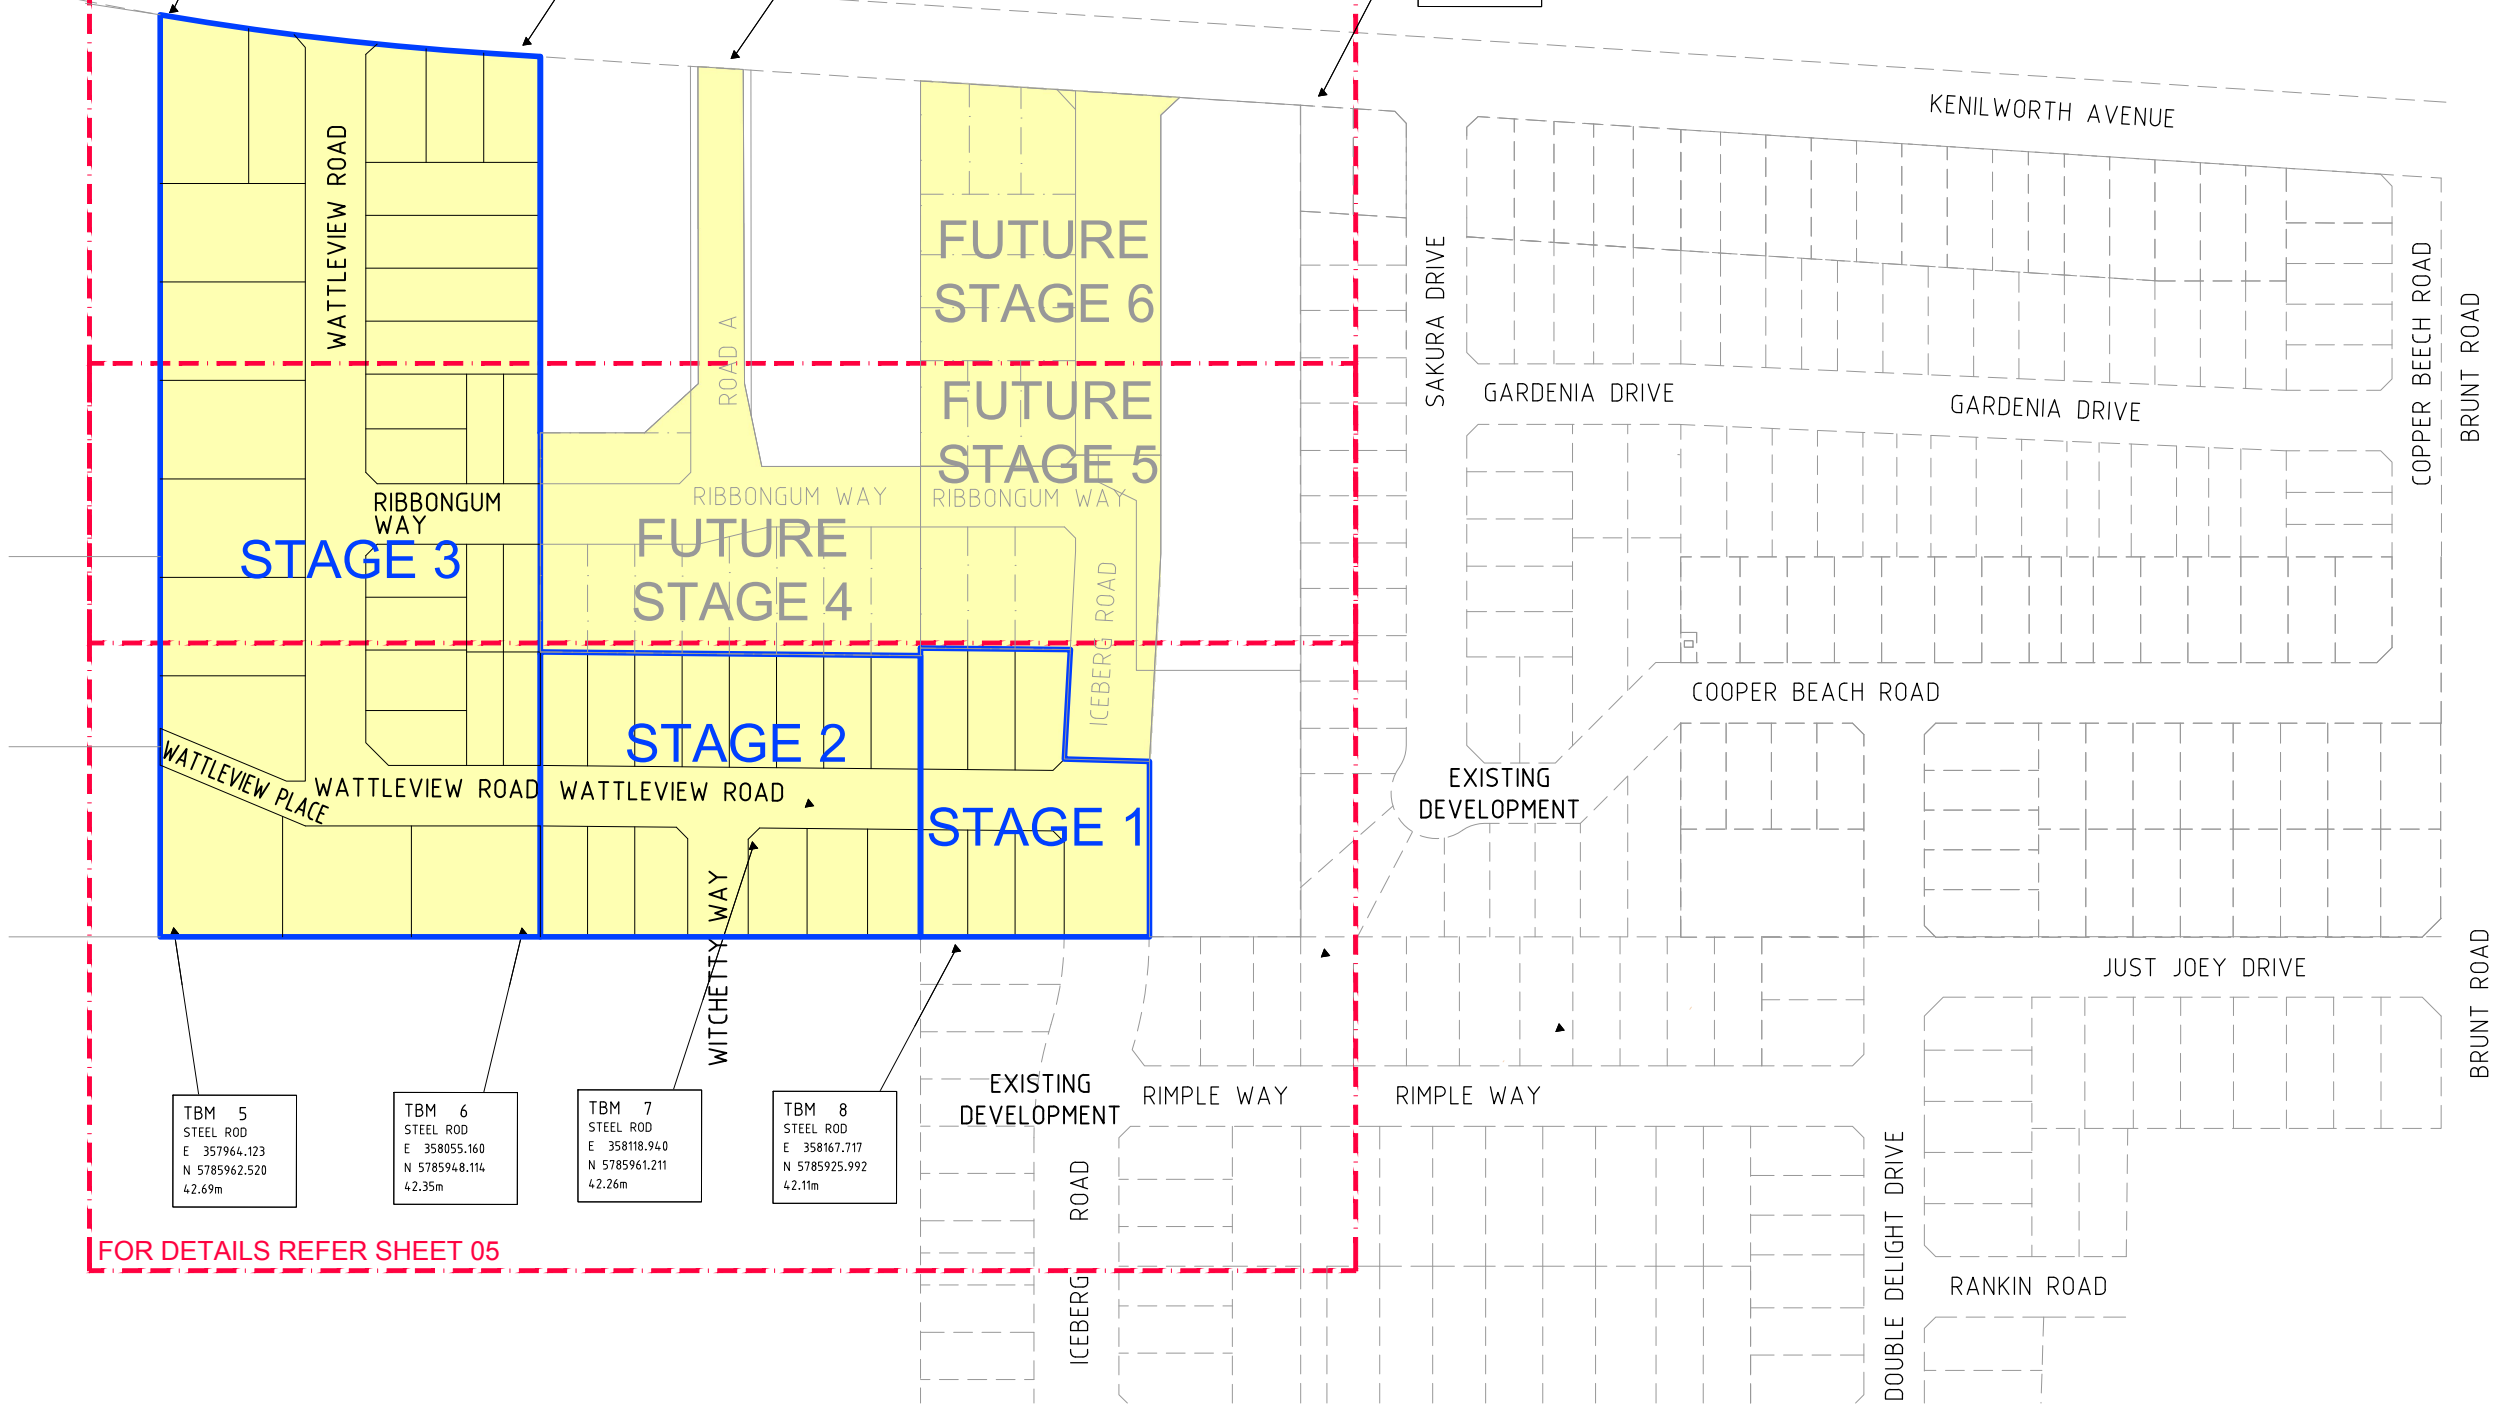 KENILWORTH AVENUE
WATTLEVIEW ROAD
FUTURE
STAGE 6
SAKURA DRIVE
COPPER BEECH ROAD
BRUNT ROAD
ROAD A
GARDENIA DRIVE
GARDENIA DRIVE
FUTURE
STAGE 5
RIBBONGUM
WAY
RIBBONGUM WAY
RIBBONGUM WAY
STAGE 3
FUTURE
STAGE 4
ICEBERG ROAD
COOPER BEACH ROAD
STAGE 2
WATTLEVIEW PLACE
WATTLEVIEW ROAD
WATTLEVIEW ROAD
STAGE 1
EXISTING
DEVELOPMENT
WITCHETTY WAY
JUST JOEY DRIVE
BRUNT ROAD
EXISTING
DEVELOPMENT
RIMPLE WAY
RIMPLE WAY
TBM 5
STEEL ROD
E 357964.123
N 5785962.520
42.69m
TBM 6
STEEL ROD
E 358055.160
N 5785948.114
42.35m
TBM 7
STEEL ROD
E 358118.940
N 5785961.211
42.26m
TBM 8
STEEL ROD
E 358167.717
N 5785925.992
42.11m
ICEBERG ROAD
DOUBLE DELIGHT DRIVE
RANKIN ROAD
FOR DETAILS REFER SHEET 05